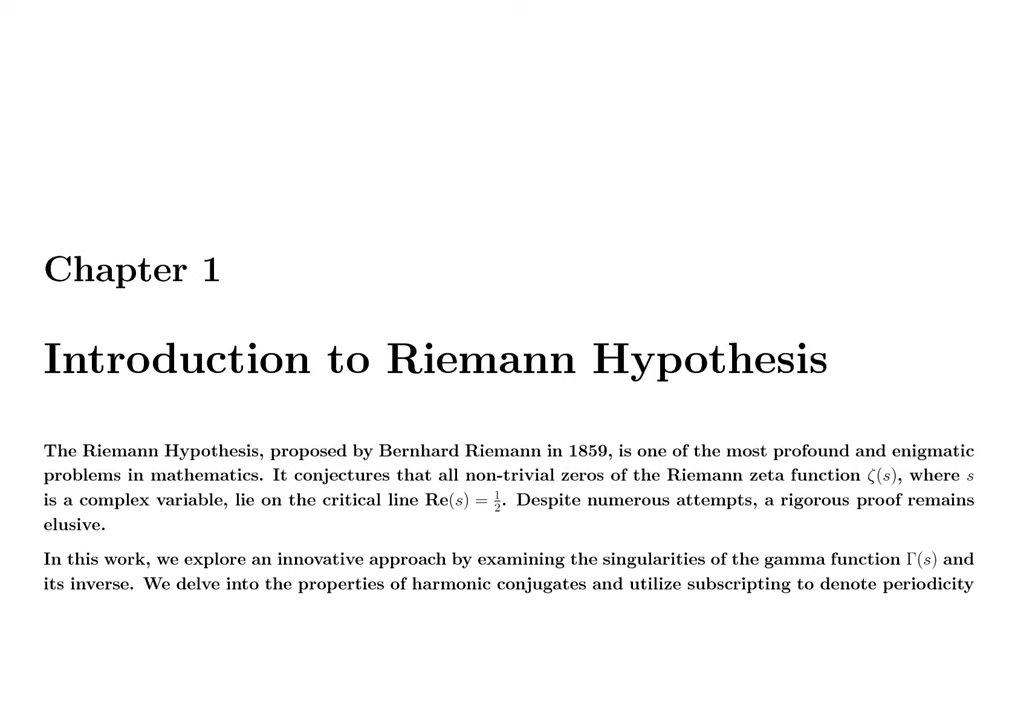 Chapter 1
Introduction to Riemann Hypothesis
The Riemann Hypothesis, proposed by Bernhard Riemann in 1859, is one of the most profound and enigmatic
problems in mathematics. It conjectures that all non-trivial zeros of the Riemann zeta function ζ(s), where s
is a complex variable, lie on the critical line Re(s) = 1/2. Despite numerous attempts, a rigorous proof remains
elusive.
In this work, we explore an innovative approach by examining the singularities of the gamma function Γ(s) and
its inverse. We delve into the properties of harmonic conjugates and utilize subscripting to denote periodicity